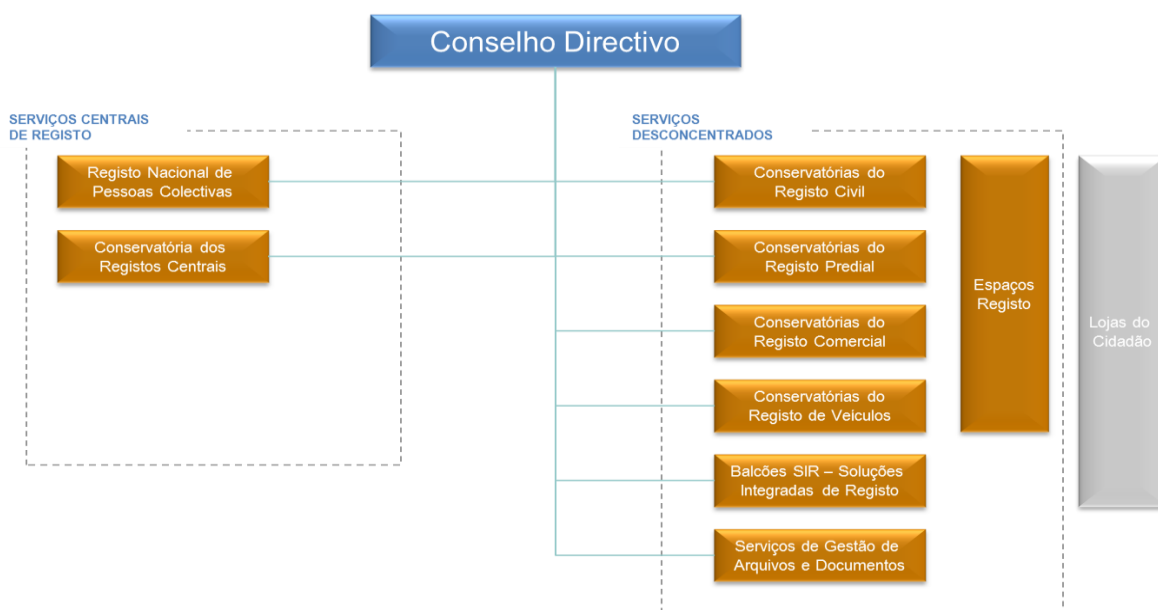 Conselho Directivo
SERVIÇOS CENTRAIS
DE REGISTO
Registo Nacional de
Pessoas Colectivas
Conservatória dos
Registos Centrais
SERVIÇOS
DESCONCENTRADOS
Conservatórias do
Registo Civil
Conservatórias do
Registo Predial
Conservatórias do
Registo Comercial
Conservatórias do
Registo de Veículos
Balcões SIR – Soluções
Integradas de Registo
Serviços de Gestão de
Arquivos e Documentos
Espaços
Registo
Lojas do
Cidadão